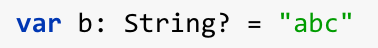 var b: String? = "abc"